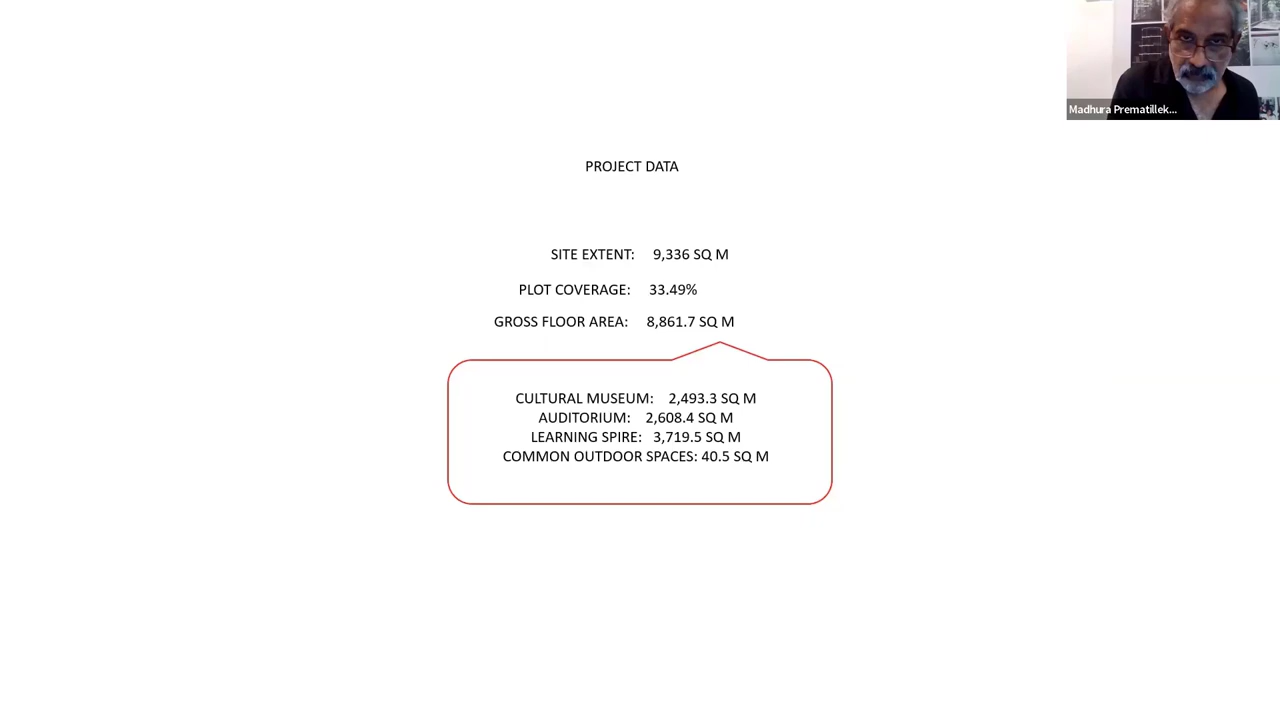 Madhura Prematillek...
PROJECT DATA
SITE EXTENT: 9,336 SQ M
PLOT COVERAGE: 33.49%
GROSS FLOOR AREA: 8,861.7 SQ M
CULTURAL MUSEUM: 2,493.3 SQ M
AUDITORIUM: 2,608.4 SQ M
LEARNING SPIRE: 3,719.5 SQ M
COMMON OUTDOOR SPACES: 40.5 SQ M